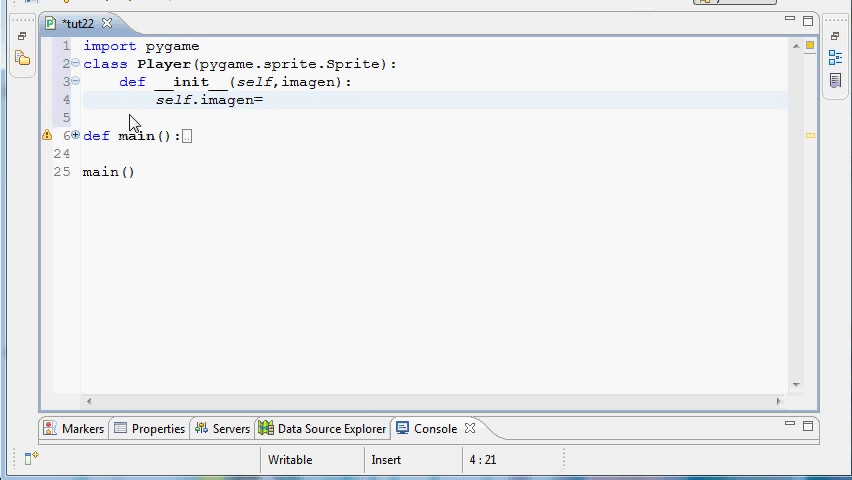 *tut22
1 import pygame
2 class Player(pygame.sprite.Sprite):
3 def __init__(self,imagen):
4 self.imagen=
5
6 def main():..
24
25 main()
Markers Properties Servers Data Source Explorer Console
Writable Insert 4 : 21